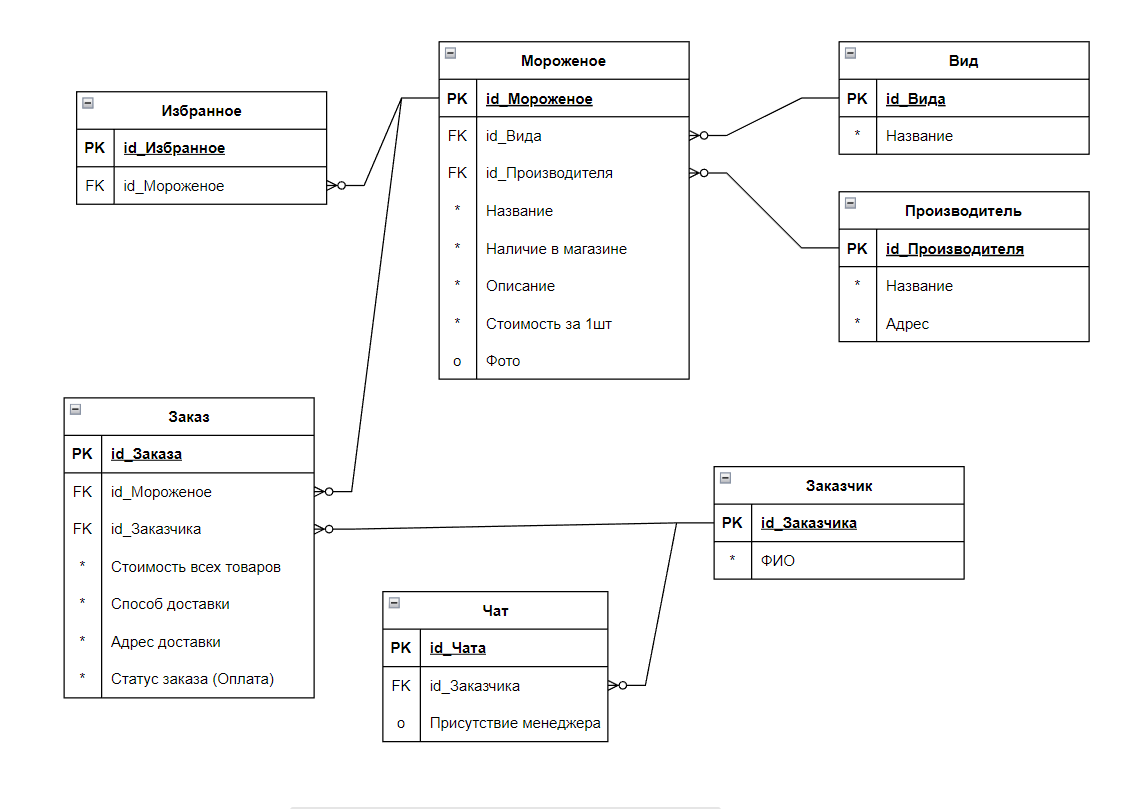 Избранное
PK id_Избранное
FK id_Мороженое
Мороженое
PK id_Мороженое
FK id_Вида
FK id_Производителя
* Название
* Наличие в магазине
* Описание
* Стоимость за 1шт
o Фото
Вид
PK id_Вида
* Название
Производитель
PK id_Производителя
* Название
* Адрес
Заказ
PK id_Заказа
FK id_Мороженое
FK id_Заказчика
* Стоимость всех товаров
* Способ доставки
* Адрес доставки
* Статус заказа (Оплата)
Заказчик
PK id_Заказчика
* ФИО
Чат
PK id_Чата
FK id_Заказчика
o Присутствие менеджера